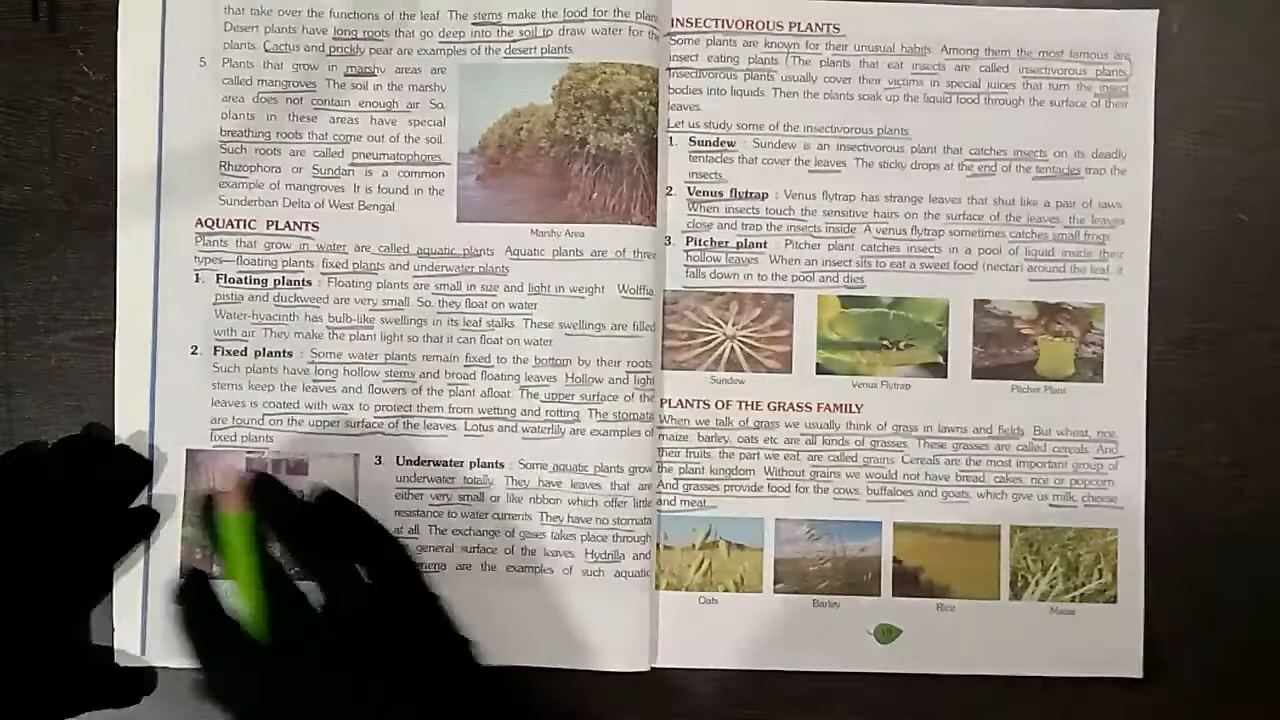 that take over the functions of the leaf. The stems make the food for the plan
Desert plants have long roots that go deep into the soil to draw water for the
plants. Cactus and prickly pear are examples of the desert plants.
5. Plants that grow in marshy areas are
called mangroves. The soil in the marshy
area does not contain enough air. So,
plants in these areas have special
breathing roots that come out of the soil.
Such roots are called pneumatophores.
Rhizophora or Sundari is a common
example of mangroves. It is found in the
Sunderban Delta of West Bengal.
Marshy Area
AQUATIC PLANTS
Plants that grow in water are called aquatic plants. Aquatic plants are of three
types—floating plants, fixed plants and underwater plants.
1. Floating plants : Floating plants are small in size and light in weight. Wolffia,
pistia and duckweed are very small. So, they float on water.
Water-hyacinth has bulb-like swellings in its leaf stalks. These swellings are filled
with air. They make the plant light so that it can float on water.
2. Fixed plants : Some water plants remain fixed to the bottom by their roots.
Such plants have long hollow stems and broad floating leaves. Hollow and light
stems keep the leaves and flowers of the plant afloat. The upper surface of the
leaves is coated with wax to protect them from wetting and rotting. The stomata
are found on the upper surface of the leaves. Lotus and waterlily are examples of
fixed plants.
3. Underwater plants : Some aquatic plants grow
underwater totally. They have leaves that are
either very small or like ribbon which offer little
resistance to water currents. They have no stomata
at all. The exchange of gases takes place through
general surface of the leaves. Hydrilla and
are the examples of such aquatic
INSECTIVOROUS PLANTS
Some plants are known for their unusual habits. Among them the most famous are
insect eating plants. (The plants that eat insects are called insectivorous plants.)
Insectivorous plants usually cover their victims in special juices that turn the insect
bodies into liquids. Then the plants soak up the liquid food through the surface of their
leaves.
Let us study some of the insectivorous plants.
1. Sundew : Sundew is an insectivorous plant that catches insects on its deadly
tentacles that cover the leaves. The sticky drops at the end of the tentacles trap the
insects.
2. Venus flytrap : Venus flytrap has strange leaves that shut like a pair of jaws.
When insects touch the sensitive hairs on the surface of the leaves, the leaves
close and trap the insects inside. A venus flytrap sometimes catches small frogs.
3. Pitcher plant : Pitcher plant catches insects in a pool of liquid inside their
hollow leaves. When an insect sits to eat a sweet food (nectar) around the leaf, it
falls down in to the pool and dies.
Sundew
Venus Flytrap
Pitcher Plant
PLANTS OF THE GRASS FAMILY
When we talk of grass we usually think of grass in lawns and fields. But wheat, rice,
maize, barley, oats etc are all kinds of grasses. These grasses are called cereals. And
their fruits, the part we eat, are called grains. Cereals are the most important group of
the plant kingdom. Without grains we would not have bread, cakes, rice or popcorn.
And grasses provide food for the cows, buffaloes and goats, which give us milk, cheese
and meat.
Oats
Barley
Rice
Maize